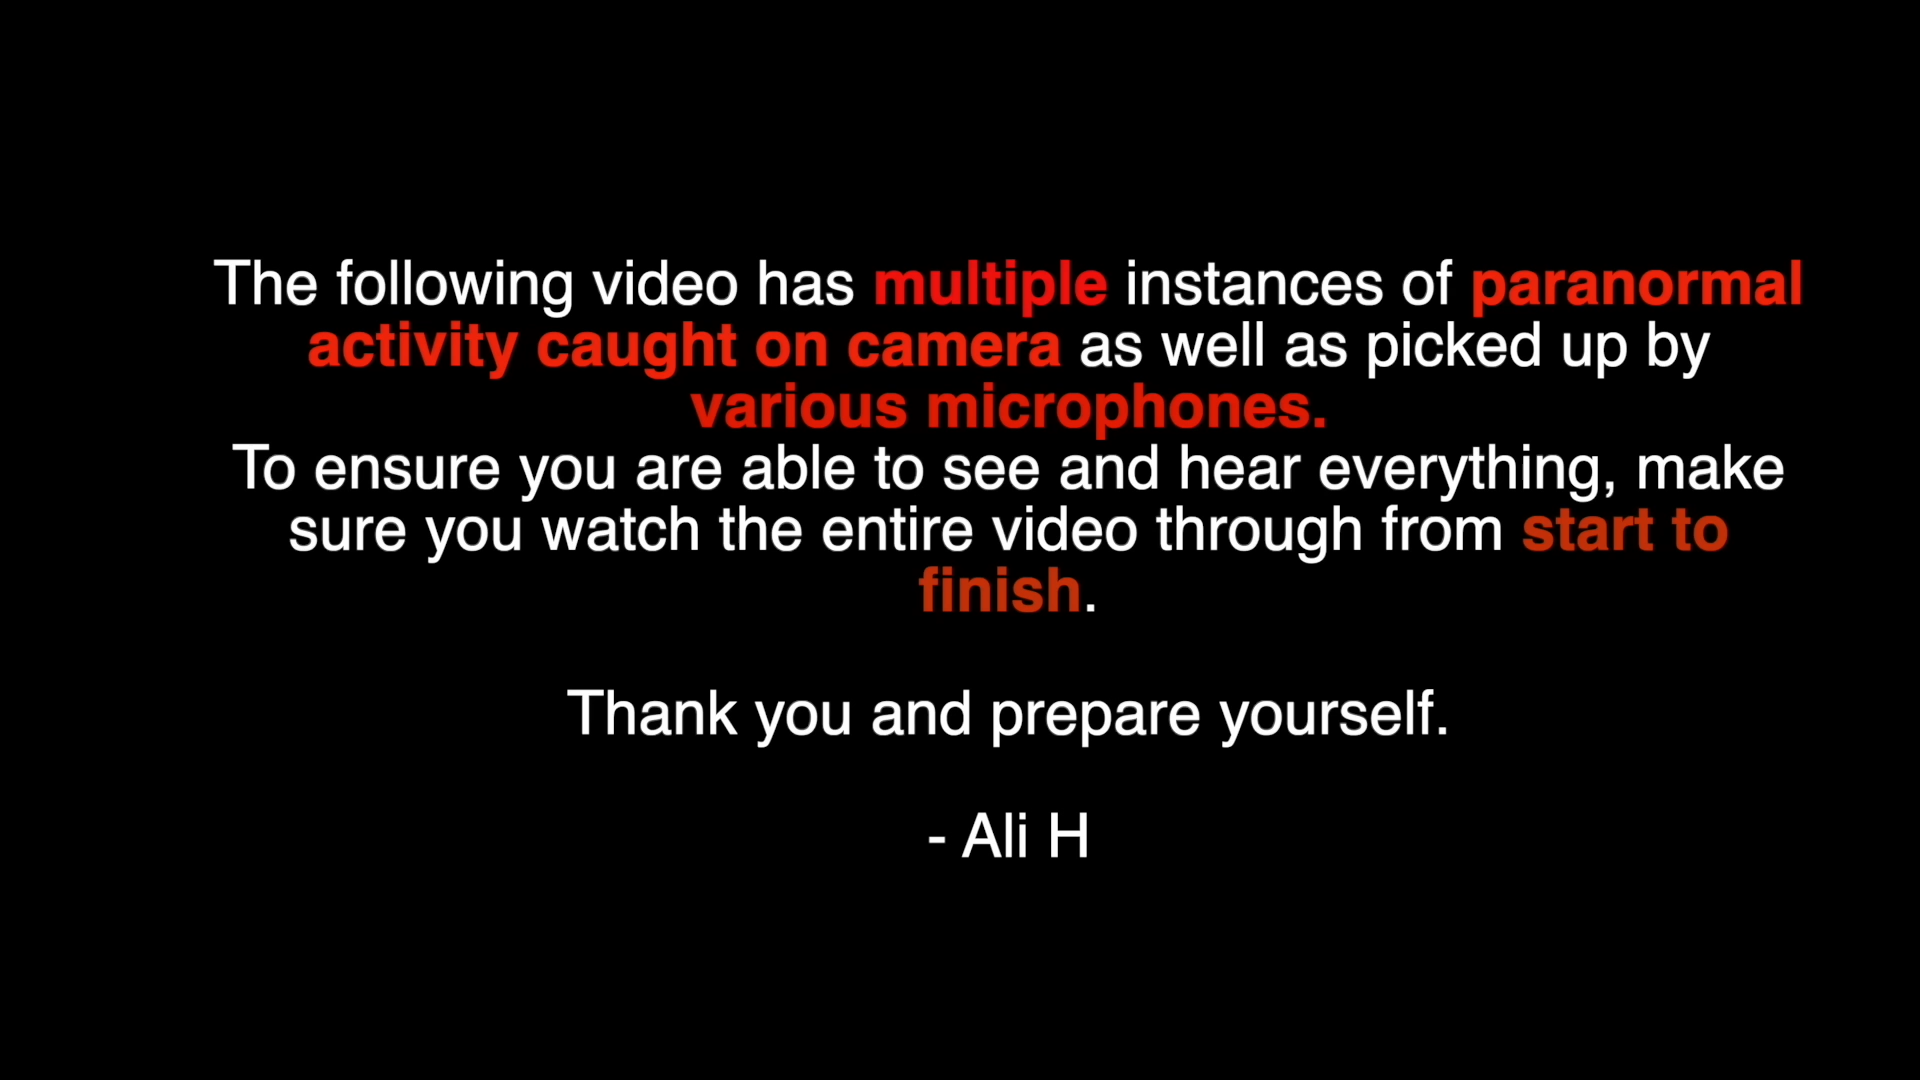 The following video has multiple instances of paranormal
activity caught on camera as well as picked up by
various microphones.
To ensure you are able to see and hear everything, make
sure you watch the entire video through from start to
finish.
Thank you and prepare yourself.
- Ali H